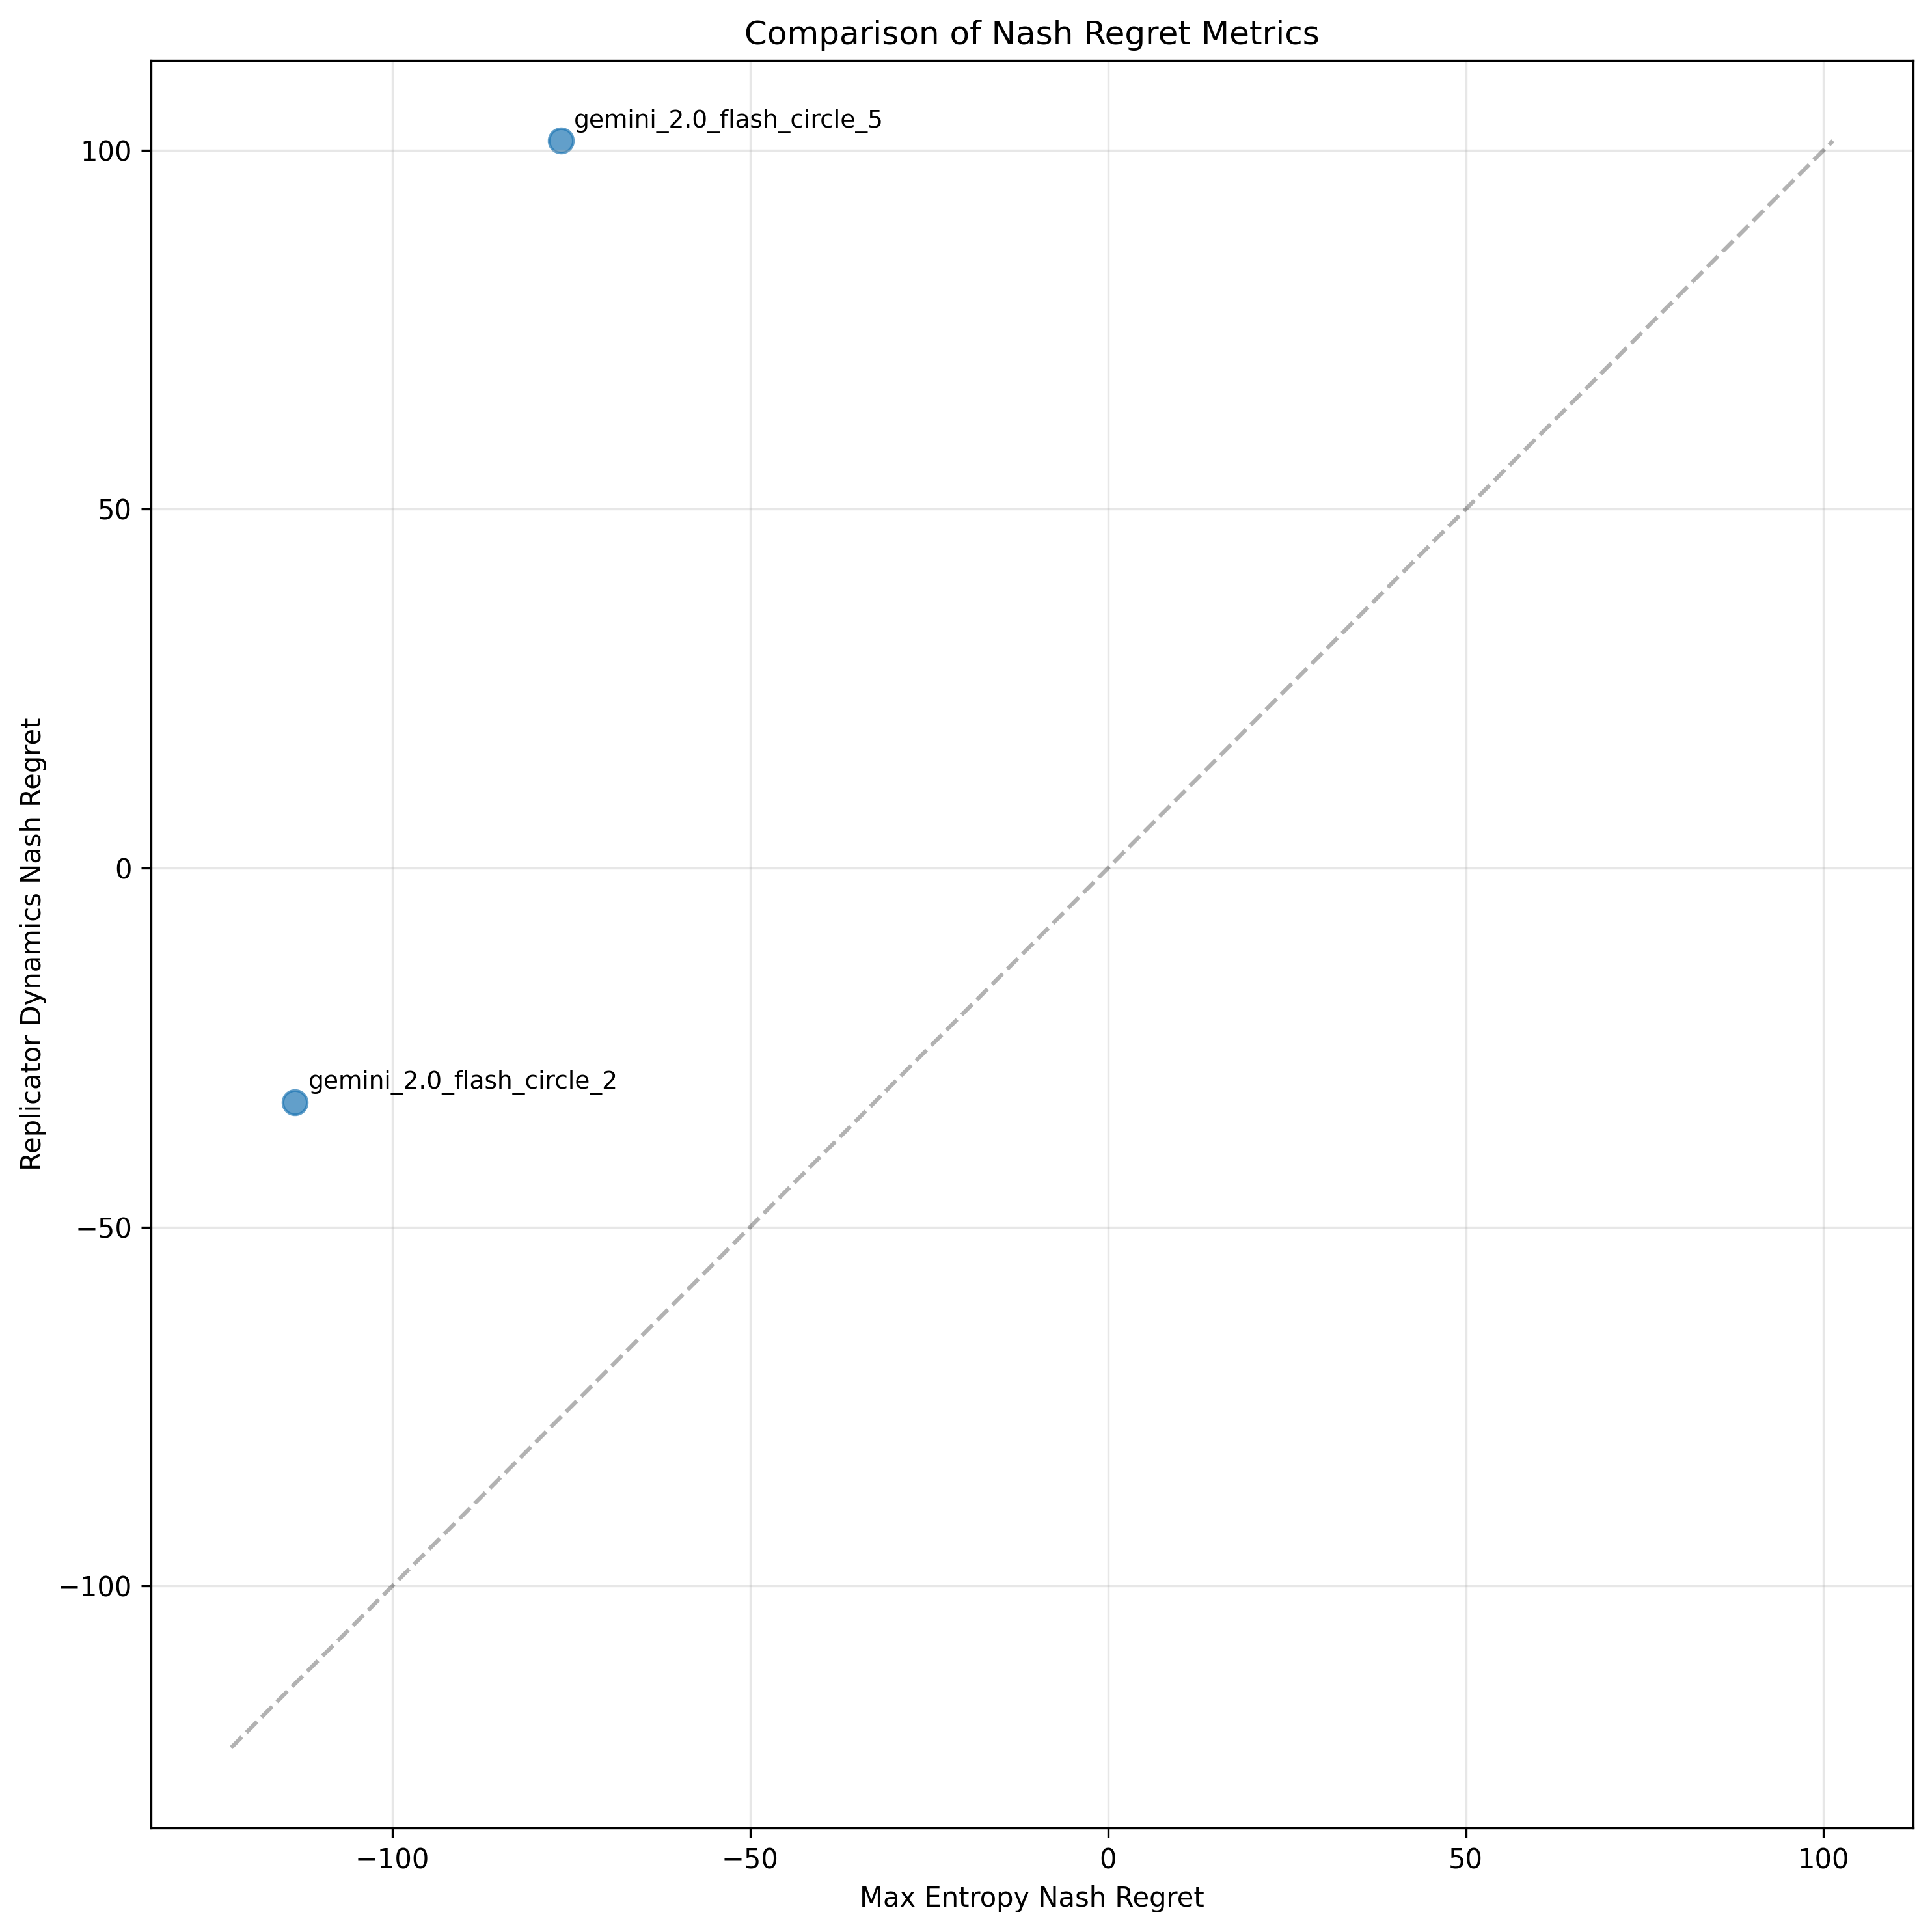 Comparison of Nash Regret Metrics
gemini_2.0_flash_circle_5
gemini_2.0_flash_circle_2
Replicator Dynamics Nash Regret
100
50
0
−50
−100
−100
−50
0
50
100
Max Entropy Nash Regret